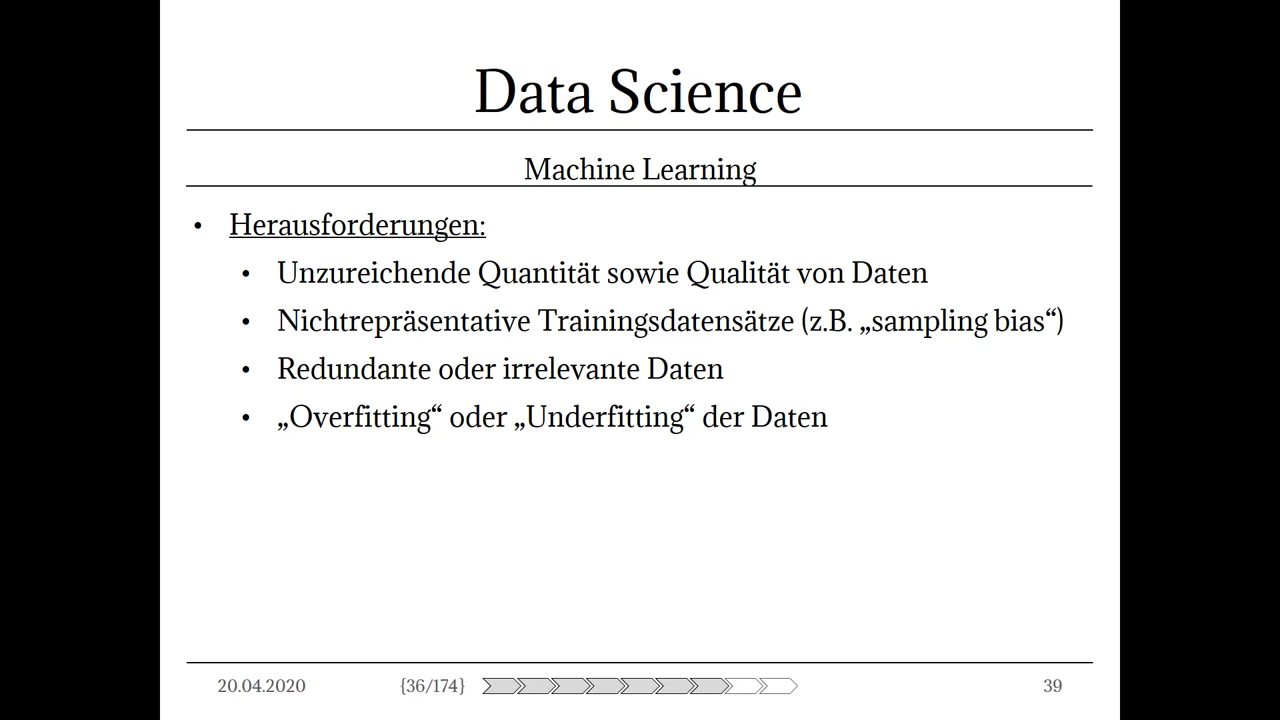 Data Science
Machine Learning
• Herausforderungen:
• Unzureichende Quantität sowie Qualität von Daten
• Nichtrepräsentative Trainingsdatensätze (z.B. „sampling bias“)
• Redundante oder irrelevante Daten
• „Overfitting“ oder „Underfitting“ der Daten
20.04.2020 {36/174} 39